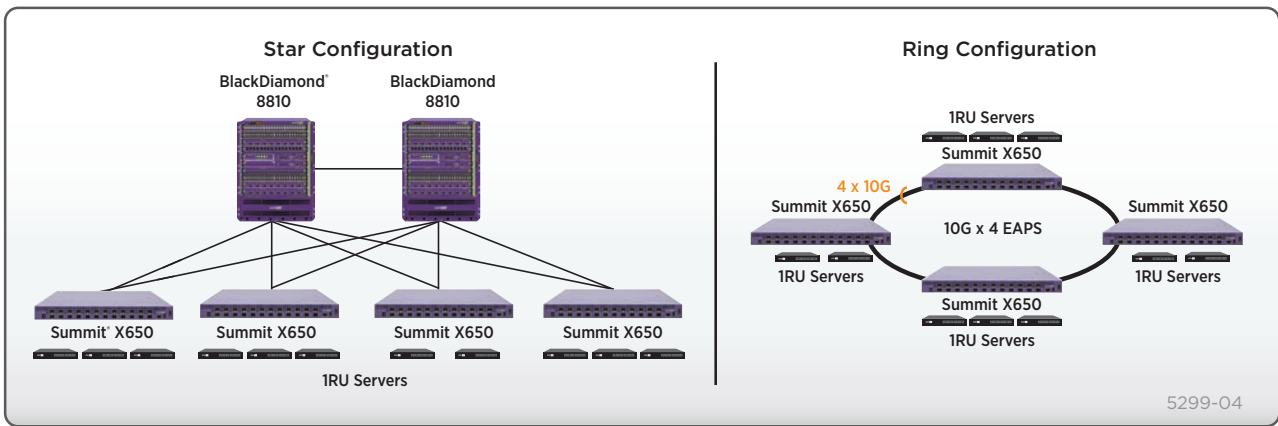 Star Configuration
BlackDiamond®
8810
BlackDiamond
8810
Summit® X650
Summit X650
Summit X650
Summit X650
1RU Servers
Ring Configuration
1RU Servers
Summit X650
4 x 10G
Summit X650
10G x 4 EAPS
Summit X650
1RU Servers
1RU Servers
Summit X650
1RU Servers
5299-04